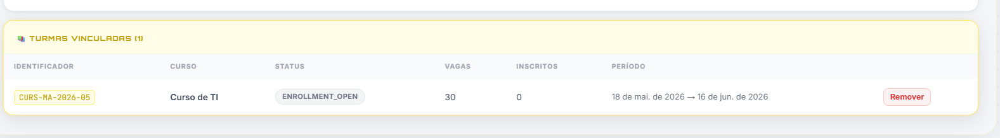 TURMAS VINCULADAS (1)
IDENTIFICADOR CURSO STATUS VAGAS INSCRITOS PERÍODO
CURS-MA-2026-05 Curso de TI ENROLLMENT_OPEN 30 0 18 de mai. de 2026 → 16 de jun. de 2026 Remover